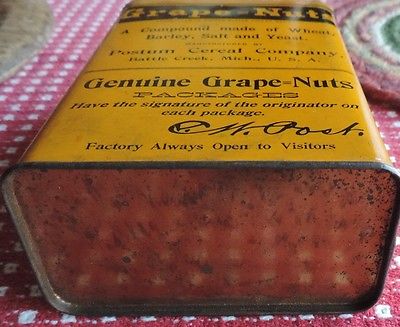 Grape-Nuts
A Compound made of Wheat,
Barley, Salt and Yeast.
MANUFACTURED BY
Postum Cereal Company,
Battle Creek, Mich., U. S. A.
Genuine Grape-Nuts
PACKAGES
Have the signature of the originator on
each package.
C. W. Post.
Factory Always Open to Visitors